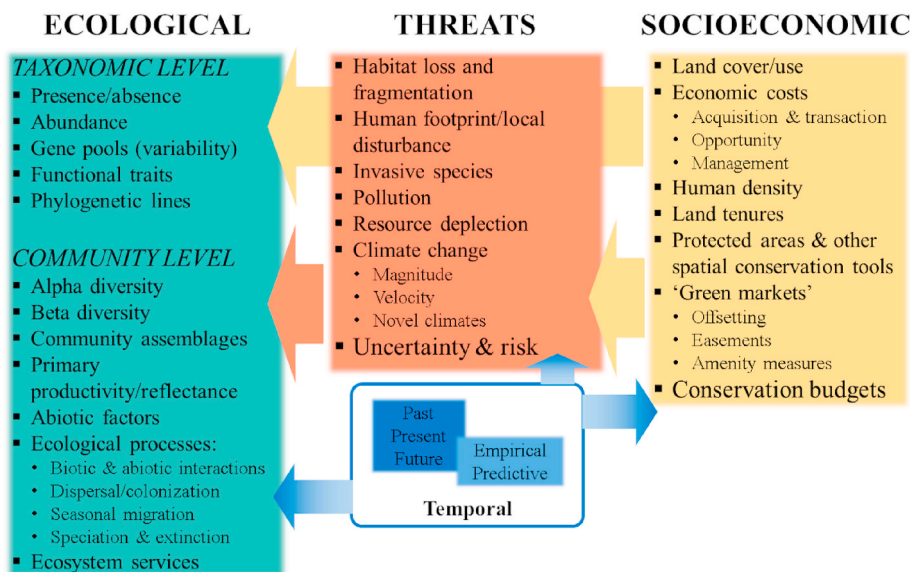 ECOLOGICAL
TAXONOMIC LEVEL
▪ Presence/absence
▪ Abundance
▪ Gene pools (variability)
▪ Functional traits
▪ Phylogenetic lines
COMMUNITY LEVEL
▪ Alpha diversity
▪ Beta diversity
▪ Community assemblages
▪ Primary
productivity/reflectance
▪ Abiotic factors
▪ Ecological processes:
• Biotic & abiotic interactions
• Dispersal/colonization
• Seasonal migration
• Speciation & extinction
▪ Ecosystem services
THREATS
▪ Habitat loss and
fragmentation
▪ Human footprint/local
disturbance
▪ Invasive species
▪ Pollution
▪ Resource deplection
▪ Climate change
• Magnitude
• Velocity
• Novel climates
▪ Uncertainty & risk
SOCIOECONOMIC
▪ Land cover/use
▪ Economic costs
• Acquisition & transaction
• Opportunity
• Management
▪ Human density
▪ Land tenures
▪ Protected areas & other
spatial conservation tools
▪ ‘Green markets’
• Offsetting
• Easements
• Amenity measures
▪ Conservation budgets
Past
Present
Future
Empirical
Predictive
Temporal